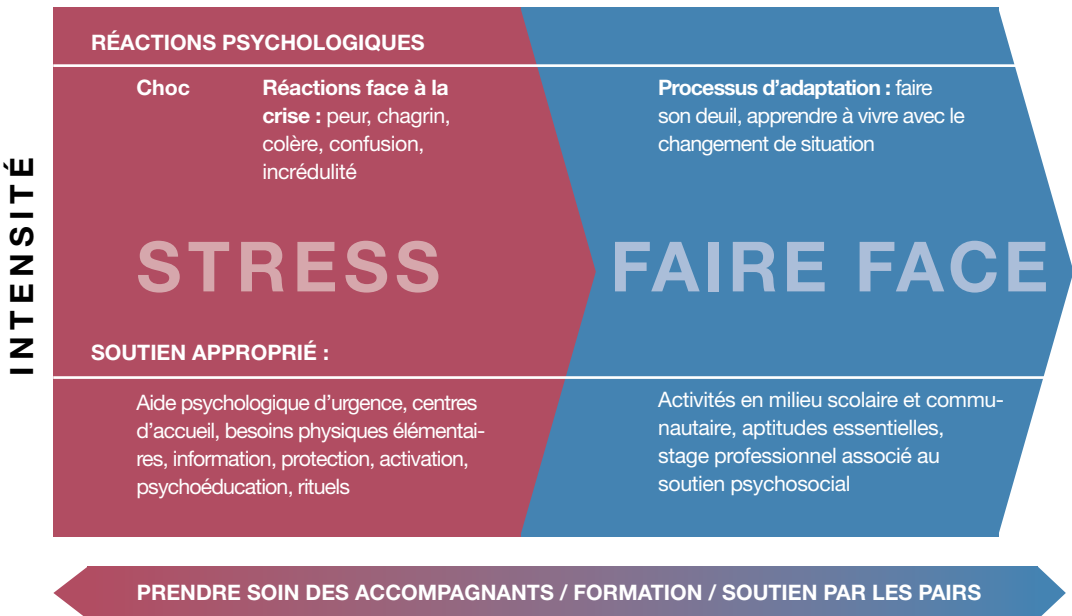 INTENSITÉ
RÉACTIONS PSYCHOLOGIQUES
Choc
Réactions face à la
crise : peur, chagrin,
colère, confusion,
incrédulité
Processus d’adaptation : faire
son deuil, apprendre à vivre avec le
changement de situation
STRESS
FAIRE FACE
SOUTIEN APPROPRIÉ :
Aide psychologique d’urgence, centres
d’accueil, besoins physiques élémentai-
res, information, protection, activation,
psychoéducation, rituels
Activités en milieu scolaire et commu-
nautaire, aptitudes essentielles,
stage professionnel associé au
soutien psychosocial
PRENDRE SOIN DES ACCOMPAGNANTS / FORMATION / SOUTIEN PAR LES PAIRS